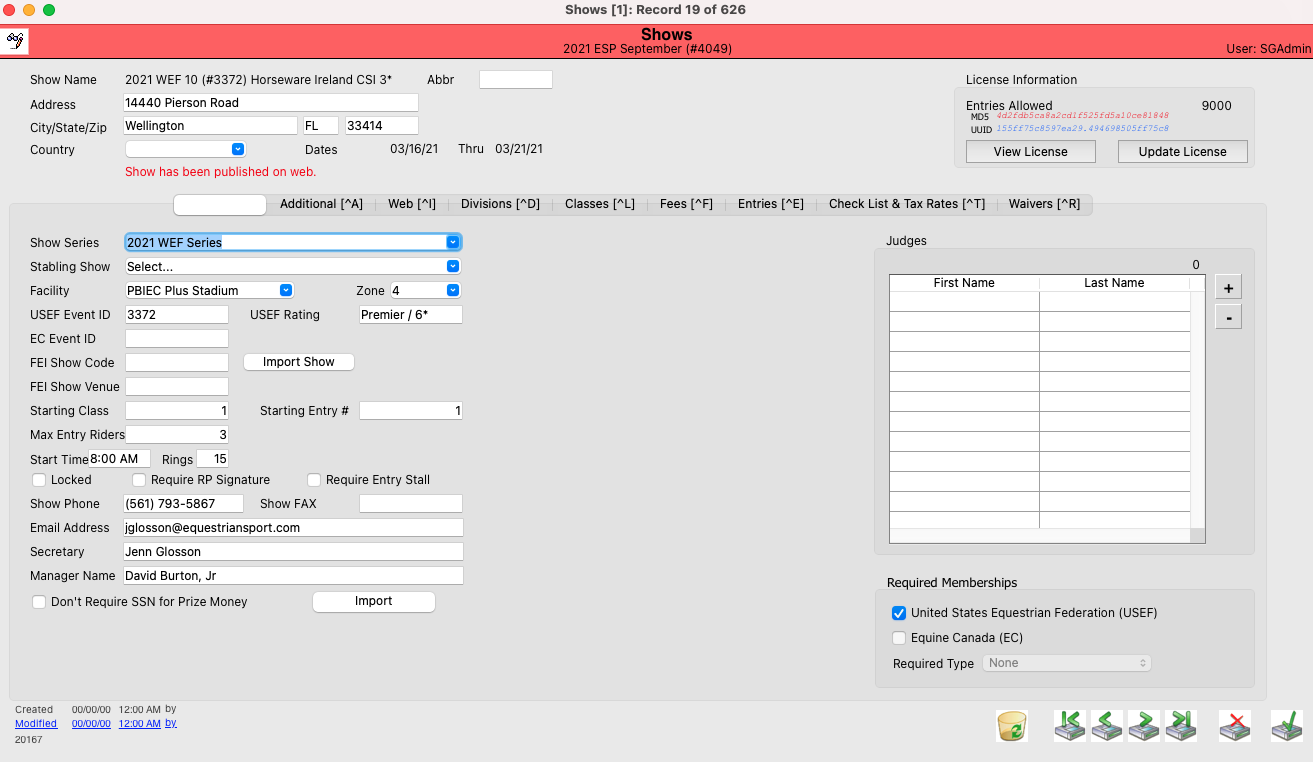 Shows [1]: Record 19 of 626
Shows
2021 ESP September (#4049)
User: SGAdmin
Show Name 2021 WEF 10 (#3372) Horseware Ireland CSI 3* Abbr
Address 14440 Pierson Road
City/State/Zip Wellington FL 33414
Country Dates 03/16/21 Thru 03/21/21
Show has been published on web.
License Information
Entries Allowed 9000
MD5 4d2fdb5ca8a2cd1f525fd5a10ce81848
UUID 155ff75c8597ea29.494698505ff75c8
View License Update License
Additional [^A] Web [^I] Divisions [^D] Classes [^L] Fees [^F] Entries [^E] Check List & Tax Rates [^T] Waivers [^R]
Show Series 2021 WEF Series
Stabling Show Select...
Facility PBIEC Plus Stadium Zone 4
USEF Event ID 3372 USEF Rating Premier / 6*
EC Event ID
FEI Show Code Import Show
FEI Show Venue
Starting Class 1 Starting Entry # 1
Max Entry Riders 3
Start Time 8:00 AM Rings 15
Locked Require RP Signature Require Entry Stall
Show Phone (561) 793-5867 Show FAX
Email Address jglosson@equestriansport.com
Secretary Jenn Glosson
Manager Name David Burton, Jr
Don't Require SSN for Prize Money Import
Judges
0
First Name Last Name
+
-
Required Memberships
United States Equestrian Federation (USEF)
Equine Canada (EC)
Required Type None
Created 00/00/00 12:00 AM by
Modified 00/00/00 12:00 AM by
20167